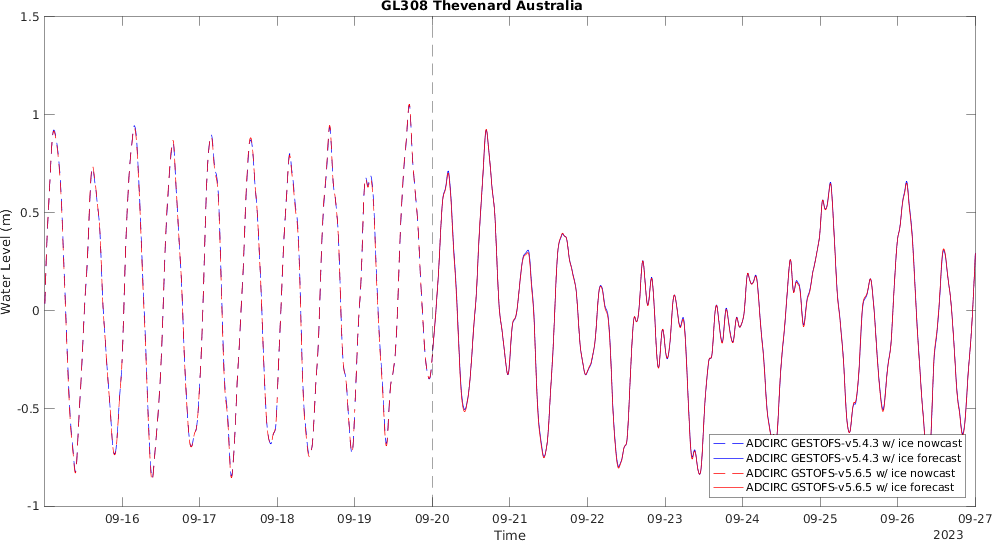 GL308 Thevenard Australia
1.5
1
0.5
0
-0.5
-1
Water Level (m)
ADCIRC GESTOFS-v5.4.3 w/ ice nowcast
ADCIRC GESTOFS-v5.4.3 w/ ice forecast
ADCIRC GSTOFS-v5.6.5 w/ ice nowcast
ADCIRC GSTOFS-v5.6.5 w/ ice forecast
09-16 09-17 09-18 09-19 09-20 09-21 09-22 09-23 09-24 09-25 09-26 09-27
Time 2023